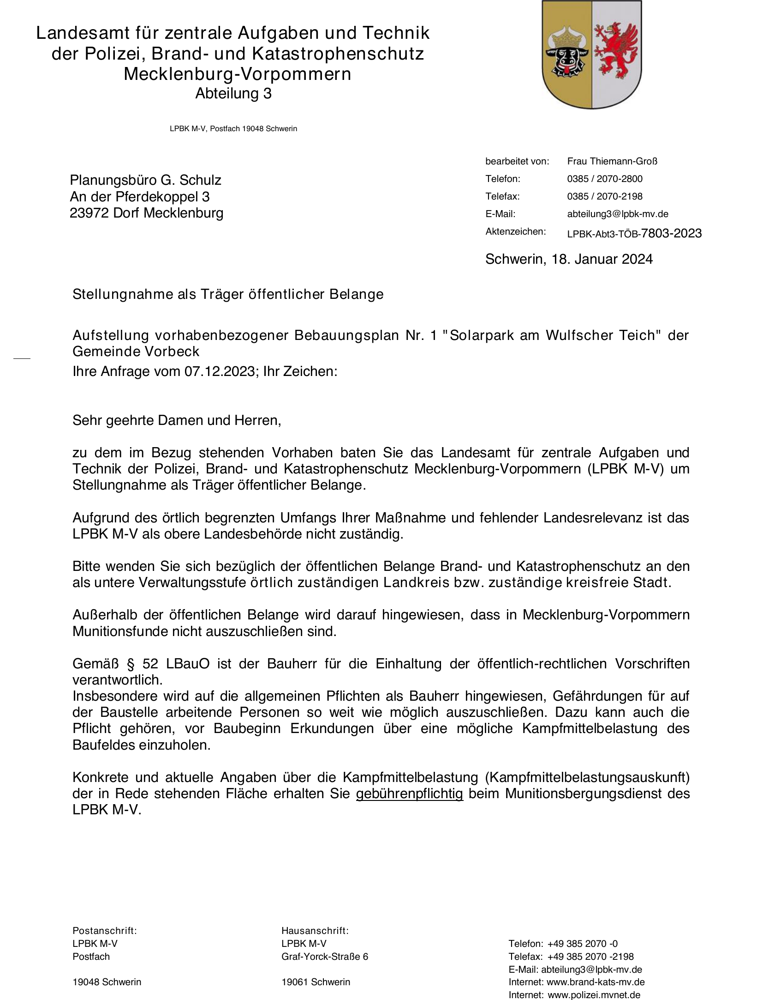 Landesamt für zentrale Aufgaben und Technik
der Polizei, Brand- und Katastrophenschutz
Mecklenburg-Vorpommern
Abteilung 3
LPBK M-V, Postfach 19048 Schwerin
Planungsbüro G. Schulz
An der Pferdekoppel 3
23972 Dorf Mecklenburg
bearbeitet von: Frau Thiemann-Groß
Telefon: 0385 / 2070-2800
Telefax: 0385 / 2070-2198
E-Mail: abteilung3@lpbk-mv.de
Aktenzeichen: LPBK-Abt3-TÖB-7803-2023
Schwerin, 18. Januar 2024
Stellungnahme als Träger öffentlicher Belange
Aufstellung vorhabenbezogener Bebauungsplan Nr. 1 "Solarpark am Wulfscher Teich" der
Gemeinde Vorbeck
Ihre Anfrage vom 07.12.2023; Ihr Zeichen:
Sehr geehrte Damen und Herren,
zu dem im Bezug stehenden Vorhaben baten Sie das Landesamt für zentrale Aufgaben und
Technik der Polizei, Brand- und Katastrophenschutz Mecklenburg-Vorpommern (LPBK M-V) um
Stellungnahme als Träger öffentlicher Belange.
Aufgrund des örtlich begrenzten Umfangs Ihrer Maßnahme und fehlender Landesrelevanz ist das
LPBK M-V als obere Landesbehörde nicht zuständig.
Bitte wenden Sie sich bezüglich der öffentlichen Belange Brand- und Katastrophenschutz an den
als untere Verwaltungsstufe örtlich zuständigen Landkreis bzw. zuständige kreisfreie Stadt.
Außerhalb der öffentlichen Belange wird darauf hingewiesen, dass in Mecklenburg-Vorpommern
Munitionsfunde nicht auszuschließen sind.
Gemäß § 52 LBauO ist der Bauherr für die Einhaltung der öffentlich-rechtlichen Vorschriften
verantwortlich.
Insbesondere wird auf die allgemeinen Pflichten als Bauherr hingewiesen, Gefährdungen für auf
der Baustelle arbeitende Personen so weit wie möglich auszuschließen. Dazu kann auch die
Pflicht gehören, vor Baubeginn Erkundungen über eine mögliche Kampfmittelbelastung des
Baufeldes einzuholen.
Konkrete und aktuelle Angaben über die Kampfmittelbelastung (Kampfmittelbelastungsauskunft)
der in Rede stehenden Fläche erhalten Sie gebührenpflichtig beim Munitionsbergungsdienst des
LPBK M-V.
Postanschrift:
LPBK M-V
Postfach
19048 Schwerin
Hausanschrift:
LPBK M-V
Graf-Yorck-Straße 6
19061 Schwerin
Telefon: +49 385 2070 -0
Telefax: +49 385 2070 -2198
E-Mail: abteilung3@lpbk-mv.de
Internet: www.brand-kats-mv.de
Internet: www.polizei.mvnet.de